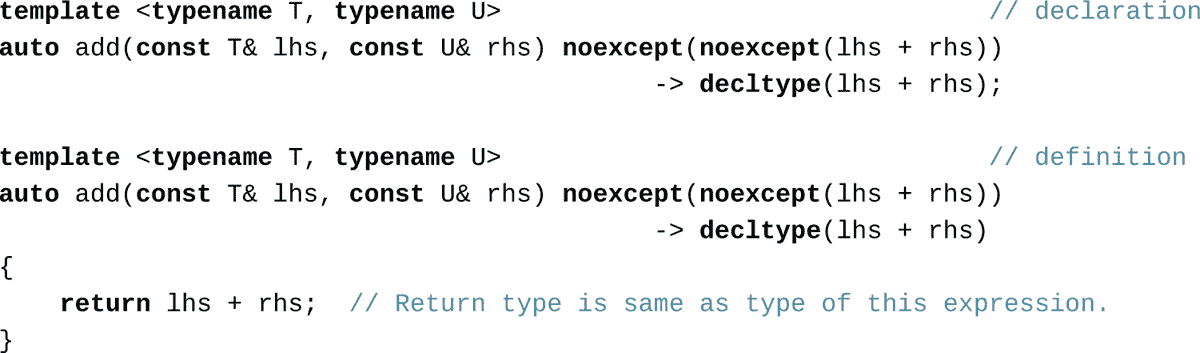 template <typename T, typename U>                                // declaration
auto add(const T& lhs, const U& rhs) noexcept(noexcept(lhs + rhs))
                                           -> decltype(lhs + rhs);

template <typename T, typename U>                                // definition
auto add(const T& lhs, const U& rhs) noexcept(noexcept(lhs + rhs))
                                           -> decltype(lhs + rhs)
{
    return lhs + rhs;  // Return type is same as type of this expression.
}